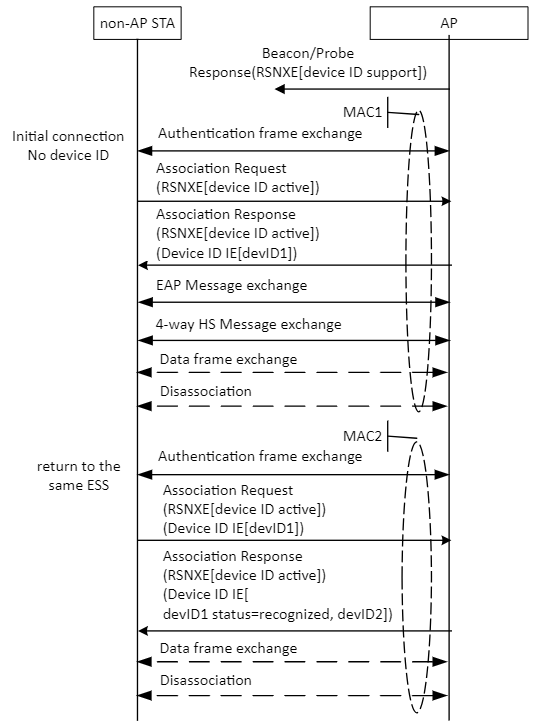 non-AP STA
AP
Beacon/Probe
Response(RSNXE[device ID support])
MAC1
Initial connection
No device ID
Authentication frame exchange
Association Request
(RSNXE[device ID active])
Association Response
(RSNXE[device ID active])
(Device ID IE[devID1])
EAP Message exchange
4-way HS Message exchange
Data frame exchange
Disassociation
MAC2
return to the
same ESS
Authentication frame exchange
Association Request
(RSNXE[device ID active])
(Device ID IE[devID1])
Association Response
(RSNXE[device ID active])
(Device ID IE[
devID1 status=recognized, devID2])
Data frame exchange
Disassociation